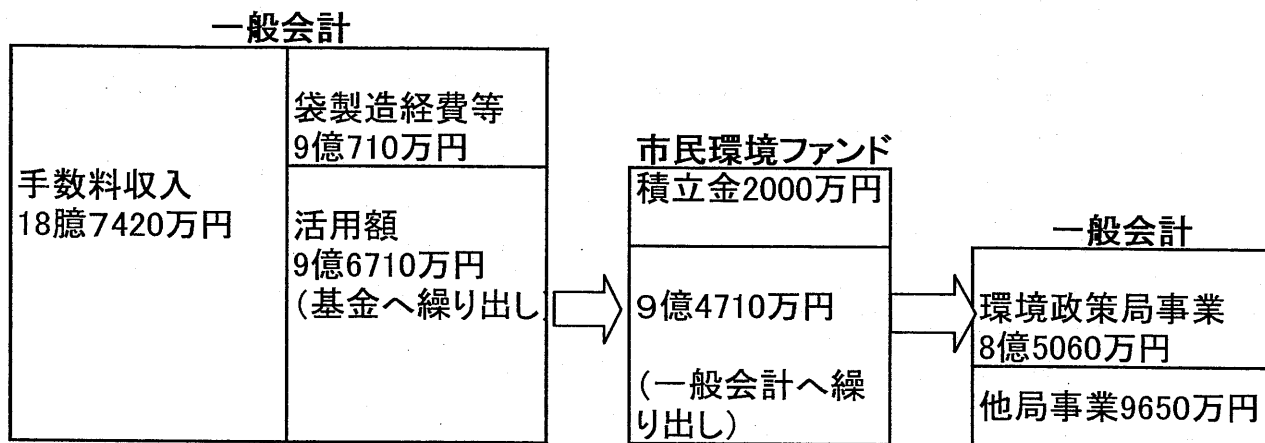 一般会計
手数料収入
18臆7420万円
袋製造経費等
9億710万円
活用額
9億6710万円
(基金へ繰り出し
市民環境ファンド
積立金2000万円
9億4710万円
(一般会計へ繰
り出し)
一般会計
環境政策局事業
8億5060万円
他局事業9650万円